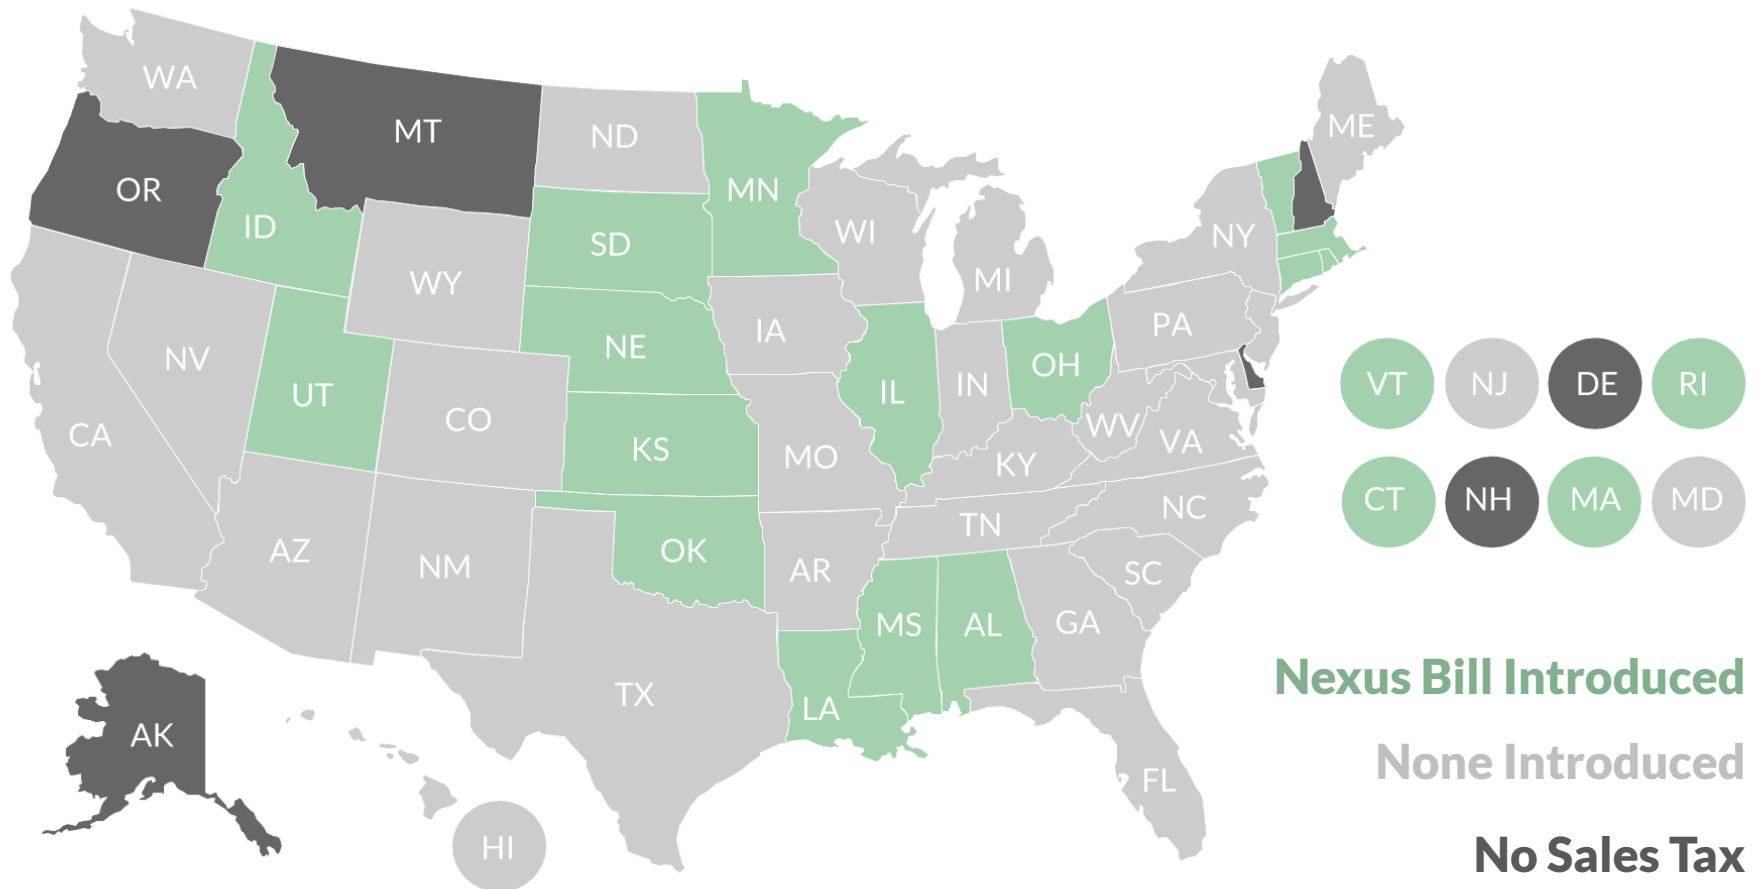 WA
MT
ND
MN
ME
OR
ID
SD
WI
NY
WY
MI
IA
PA
NV
NE
UT
IL
IN
OH
CO
CA
KS
MO
KY
WV
VA
VT
NJ
DE
RI
CT
NH
MA
MD
AZ
NM
OK
AR
TN
NC
SC
MS
AL
GA
TX
LA
AK
FL
HI
Nexus Bill Introduced
None Introduced
No Sales Tax